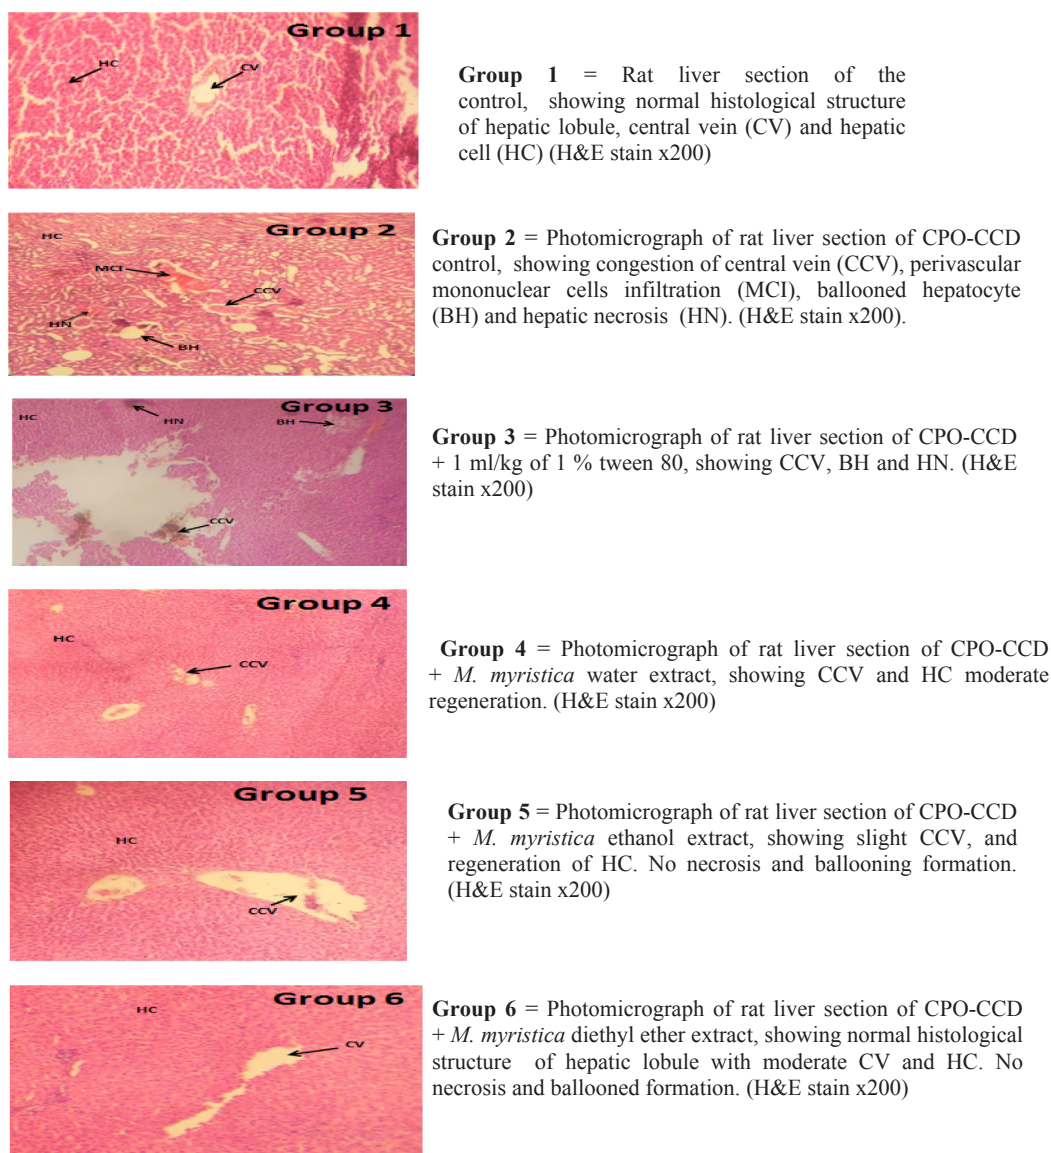 Group 1
HC
CV
Group 1 = Rat liver section of the
control, showing normal histological structure
of hepatic lobule, central vein (CV) and hepatic
cell (HC) (H&E stain x200)
Group 2
HC
MCI
CCV
HN
BH
Group 2 = Photomicrograph of rat liver section of CPO-CCD
control, showing congestion of central vein (CCV), perivascular
mononuclear cells infiltration (MCI), ballooned hepatocyte
(BH) and hepatic necrosis (HN). (H&E stain x200).
Group 3
HC
HN
BH
CCV
Group 3 = Photomicrograph of rat liver section of CPO-CCD
+ 1 ml/kg of 1 % tween 80, showing CCV, BH and HN. (H&E
stain x200)
Group 4
HC
CCV
Group 4 = Photomicrograph of rat liver section of CPO-CCD
+ M. myristica water extract, showing CCV and HC moderate
regeneration. (H&E stain x200)
Group 5
HC
CCV
Group 5 = Photomicrograph of rat liver section of CPO-CCD
+ M. myristica ethanol extract, showing slight CCV, and
regeneration of HC. No necrosis and ballooning formation.
(H&E stain x200)
Group 6
HC
CV
Group 6 = Photomicrograph of rat liver section of CPO-CCD
+ M. myristica diethyl ether extract, showing normal histological
structure of hepatic lobule with moderate CV and HC. No
necrosis and ballooned formation. (H&E stain x200)